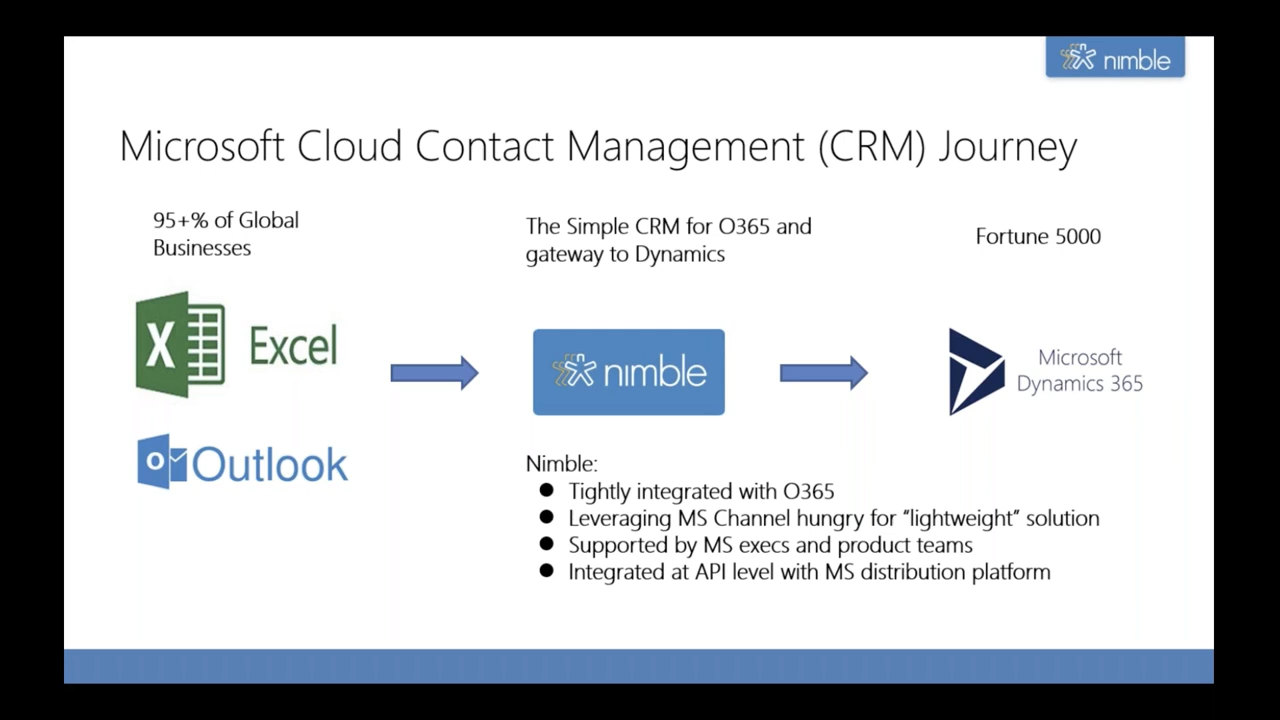 nimble
Microsoft Cloud Contact Management (CRM) Journey
95+% of Global
Businesses
Excel
Outlook
The Simple CRM for O365 and
gateway to Dynamics
nimble
Nimble:
● Tightly integrated with O365
● Leveraging MS Channel hungry for “lightweight” solution
● Supported by MS execs and product teams
● Integrated at API level with MS distribution platform
Fortune 5000
Microsoft
Dynamics 365